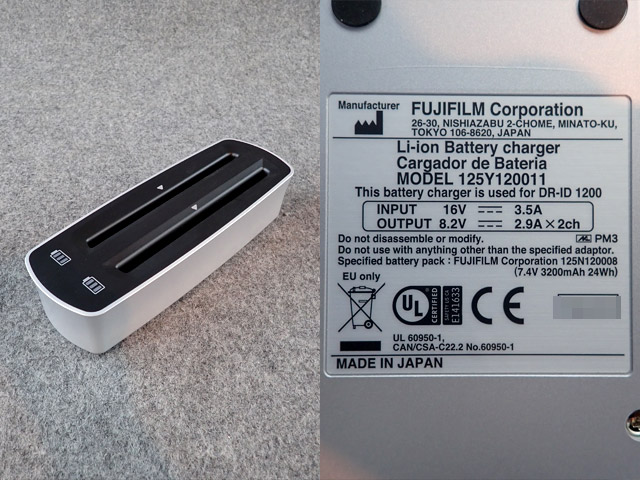 Manufacturer
FUJIFILM Corporation
26-30, NISHIAZABU 2-CHOME, MINATO-KU,
TOKYO 106-8620, JAPAN
Li-ion Battery charger
Cargador de Bateria
MODEL 125Y120011
This battery charger is used for DR-ID 1200
INPUT 16V ⎓ 3.5A
OUTPUT 8.2V ⎓ 2.9A×2ch
Do not disassemble or modify.
PM3
Do not use with anything other than the specified adaptor.
Specified battery pack : FUJIFILM Corporation 125N120008
(7.4V 3200mAh 24Wh)
EU only
UL
CERTIFIED
E141633
CE
UL 60950-1,
CAN/CSA-C22.2 No.60950-1
MADE IN JAPAN